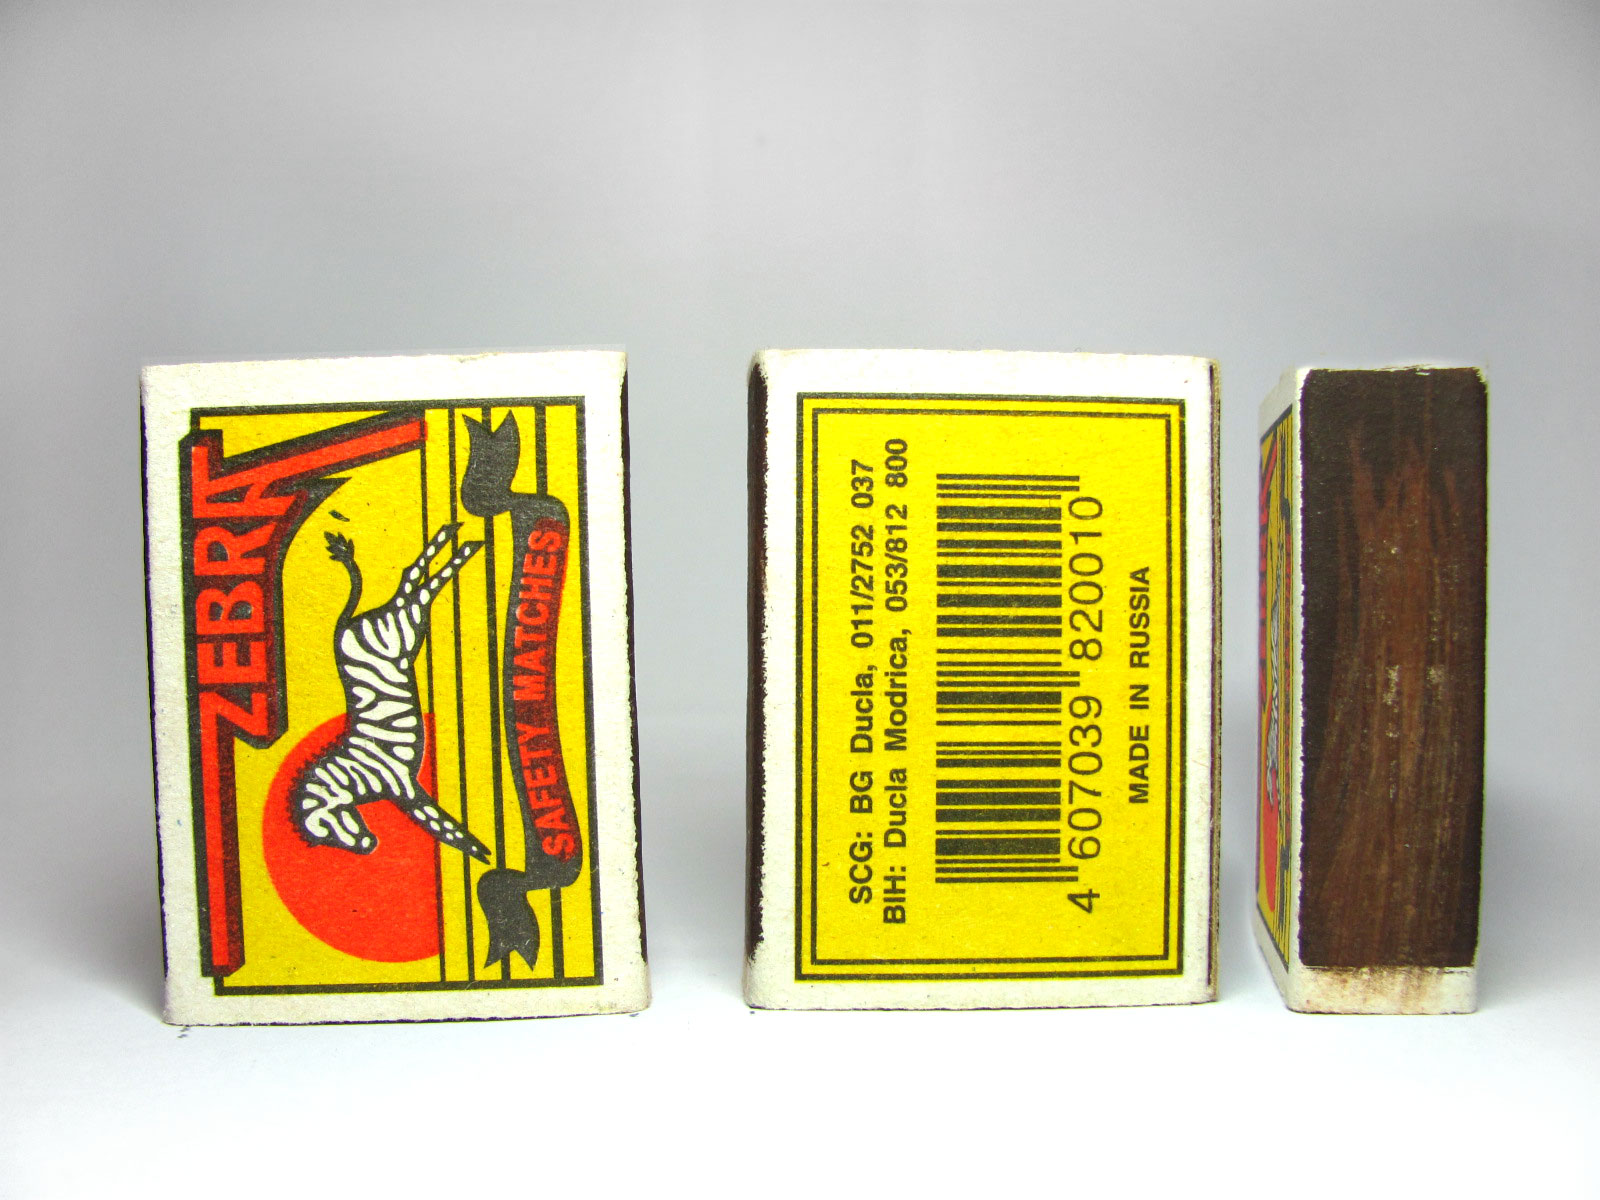 ZEBRA
SAFETY MATCHES
SCG: BG Ducla, 011/2752 037
BIH: Ducla Modrica, 053/812 800
4 607039 820010
MADE IN RUSSIA